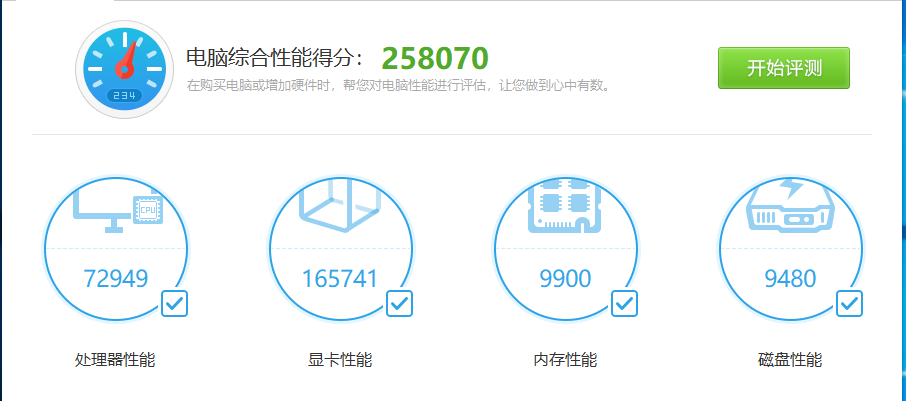 电脑综合性能得分： 258070
在购买电脑或增加硬件时，帮您对电脑性能进行评估，让您做到心中有数。
开始评测
234
CPU
72949
165741
9900
9480
处理器性能
显卡性能
内存性能
磁盘性能